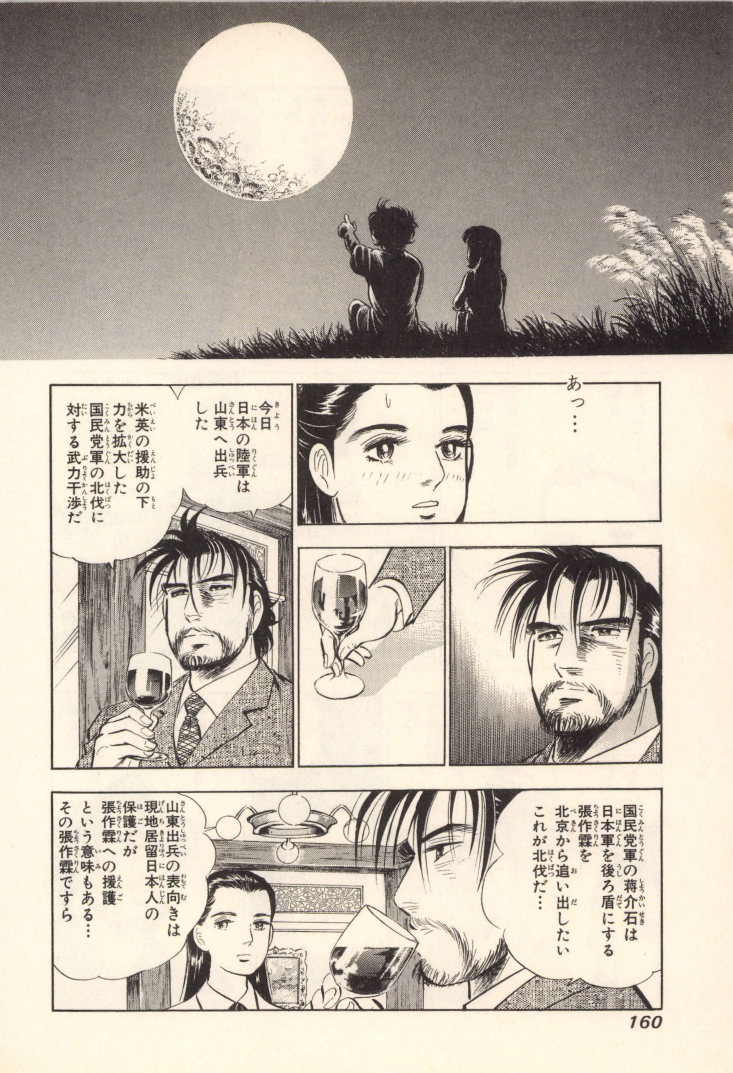 あっ…
今日
日本の陸軍は
山東へ出兵
した
米英の援助の下
力を拡大した
国民党軍の北伐に
対する武力干渉だ
国民党軍の蒋介石は
日本軍を後ろ盾にする
張作霖を
北京から追い出したい
これが北伐だ…
山東出兵の表向きは
現地居留日本人の
保護だが
張作霖への援護
という意味もある…
その張作霖ですら
160